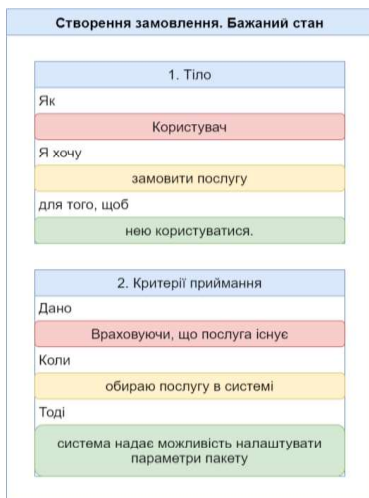 Створення замовлення. Бажаний стан
1. Тіло
Як
Користувач
Я хочу
замовити послугу
для того, щоб
нею користуватися.
2. Критерії приймання
Дано
Враховуючи, що послуга існує
Коли
обираю послугу в системі
Тоді
система надає можливість налаштувати
параметри пакету